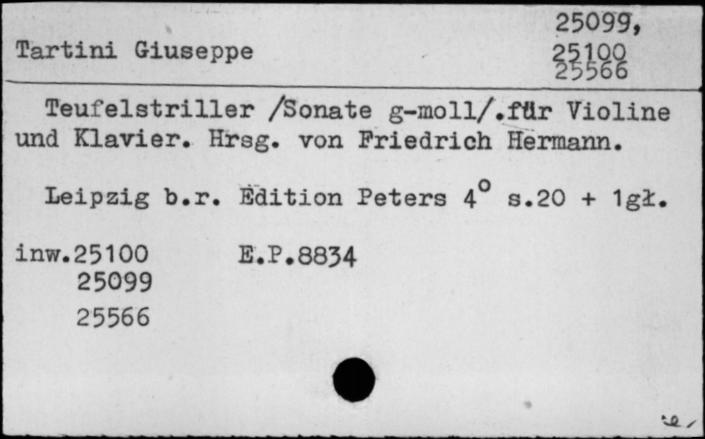 25099,
Tartini Giuseppe 25100
25566
Teufelstriller /Sonate g-moll/.für Violine
und Klavier. Hrsg. von Friedrich Hermann.
Leipzig b.r. Edition Peters 4° s.20 + 1gł.
inw.25100 E.P.8834
25099
25566